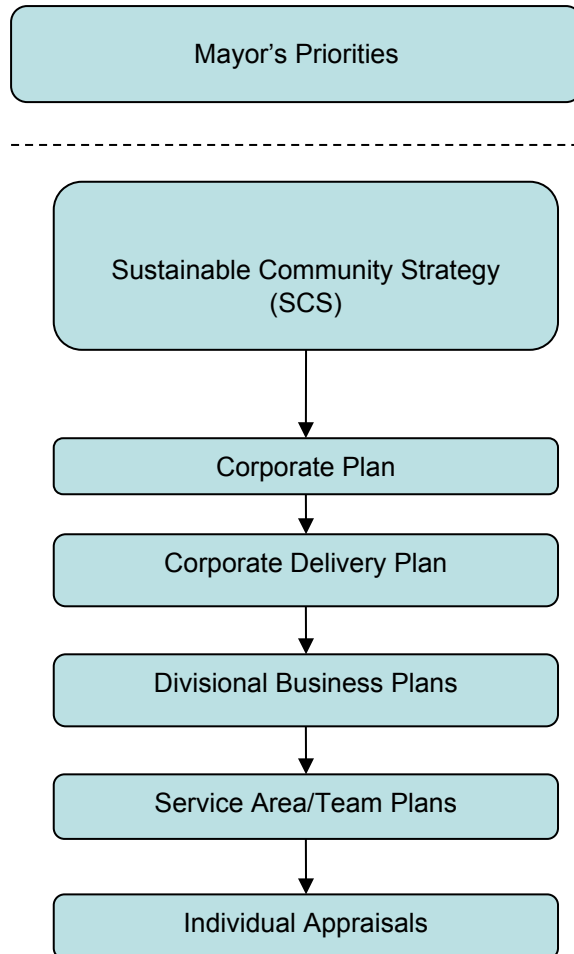 Mayor’s Priorities
Sustainable Community Strategy
(SCS)
Corporate Plan
Corporate Delivery Plan
Divisional Business Plans
Service Area/Team Plans
Individual Appraisals